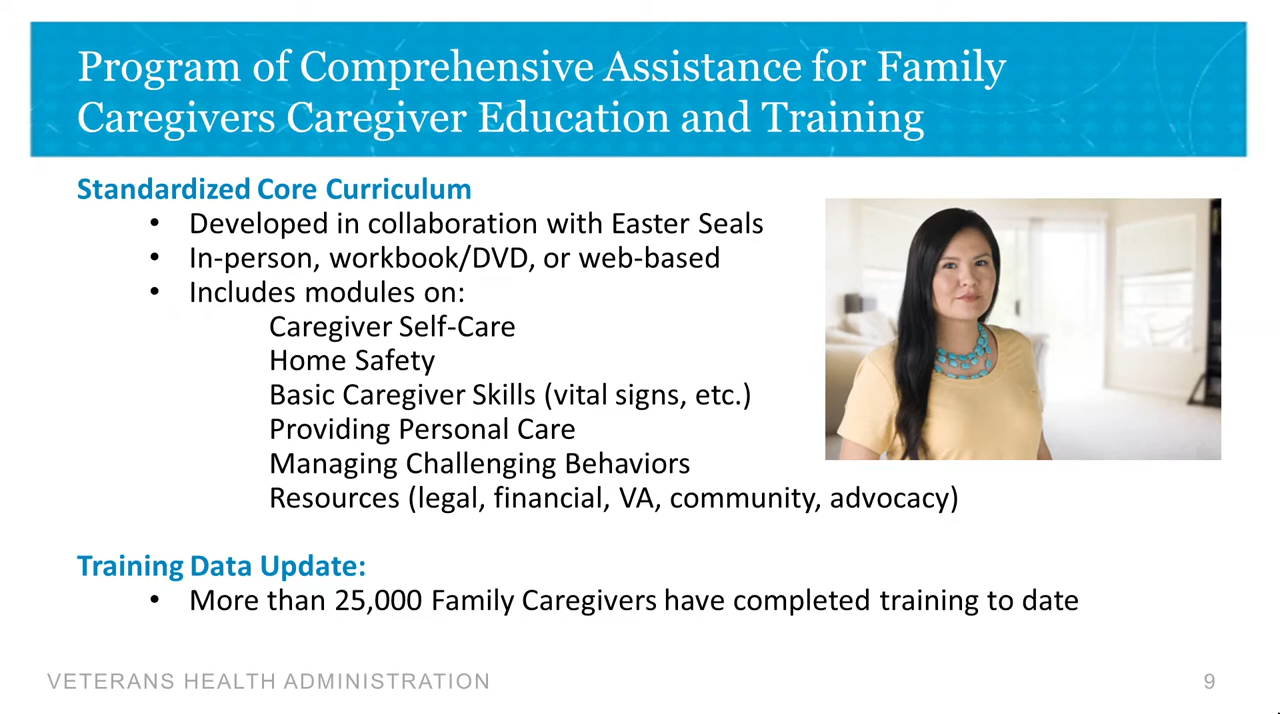 Program of Comprehensive Assistance for Family
Caregivers Caregiver Education and Training
Standardized Core Curriculum
• Developed in collaboration with Easter Seals
• In-person, workbook/DVD, or web-based
• Includes modules on:
Caregiver Self-Care
Home Safety
Basic Caregiver Skills (vital signs, etc.)
Providing Personal Care
Managing Challenging Behaviors
Resources (legal, financial, VA, community, advocacy)
Training Data Update:
• More than 25,000 Family Caregivers have completed training to date
VETERANS HEALTH ADMINISTRATION
9